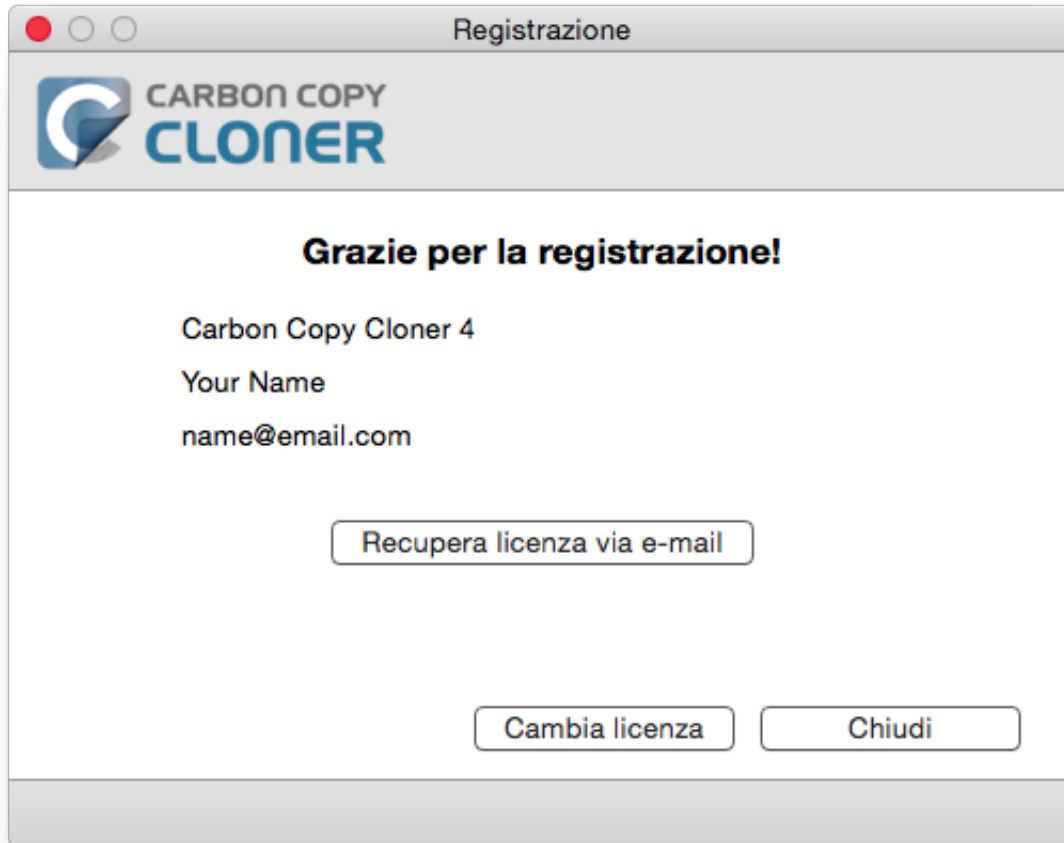 Registrazione
CARBON COPY
CLONER
Grazie per la registrazione!
Carbon Copy Cloner 4
Your Name
name@email.com
Recupera licenza via e-mail
Cambia licenza
Chiudi